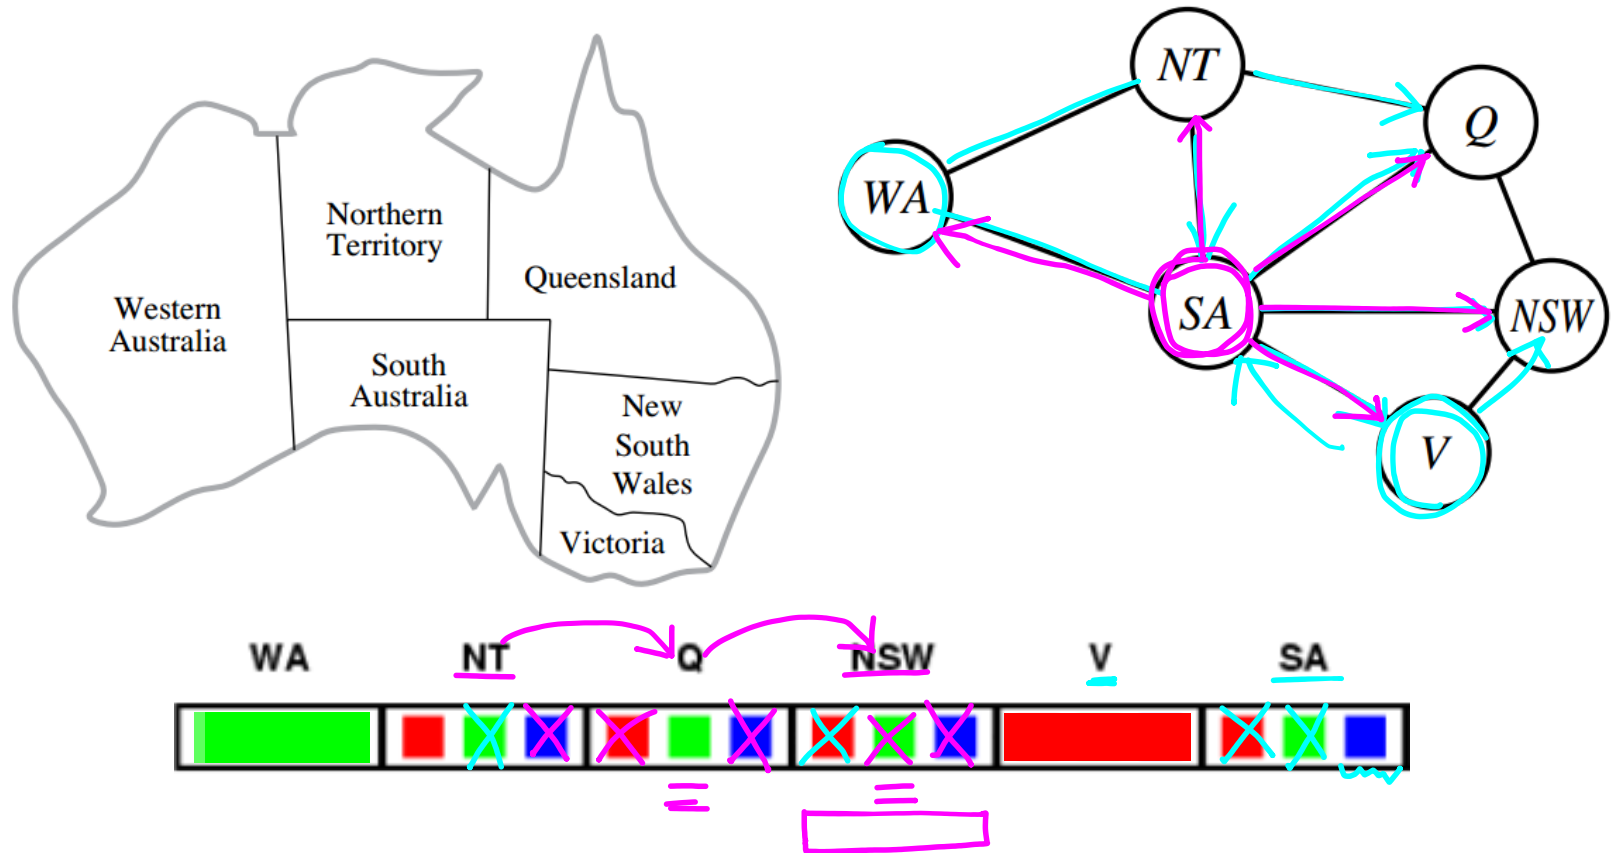 Northern
Territory
Western
Australia
Queensland
South
Australia
New
South
Wales
Victoria
NT
Q
WA
SA
NSW
V
WA NT Q NSW V SA